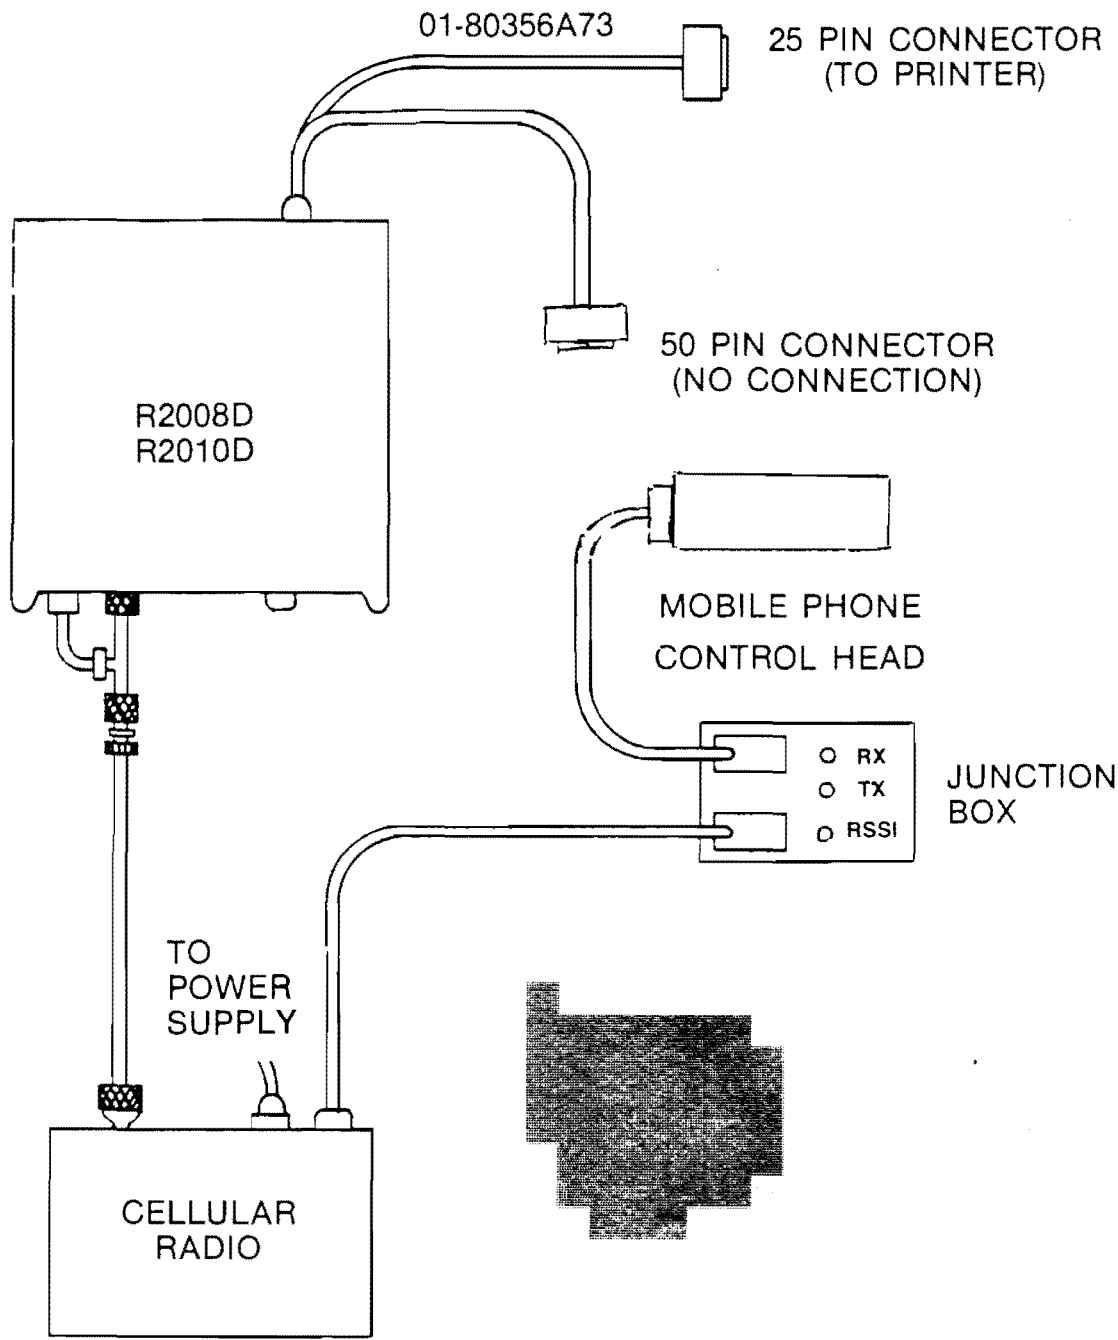 01-80356A73
25 PIN CONNECTOR
(TO PRINTER)
50 PIN CONNECTOR
(NO CONNECTION)
R2008D
R2010D
MOBILE PHONE
CONTROL HEAD
RX
TX
RSSI
JUNCTION
BOX
TO
POWER
SUPPLY
CELLULAR
RADIO